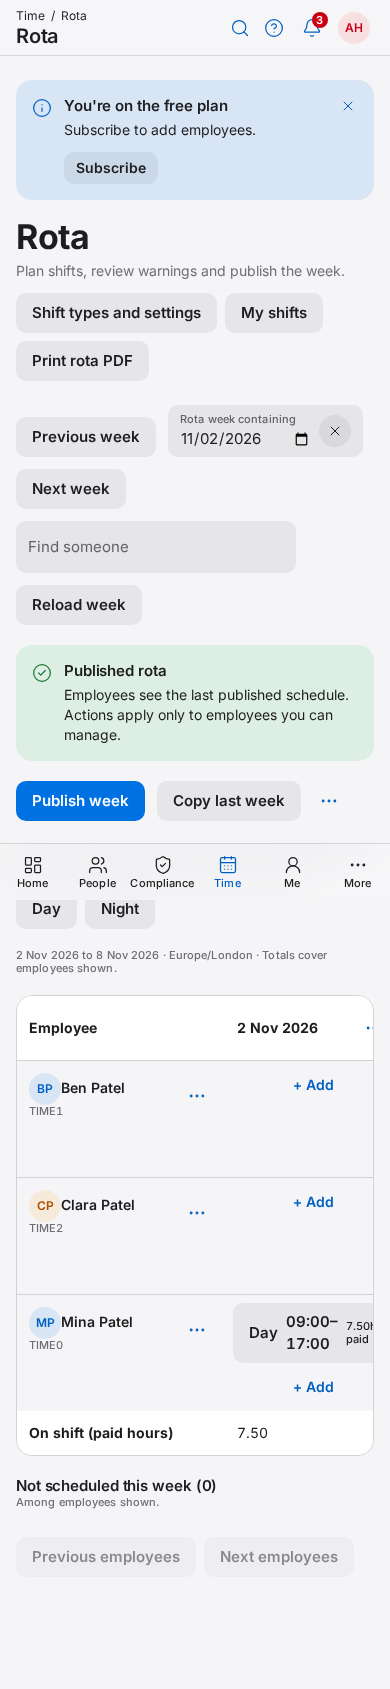 Time / Rota
Rota
3
AH
You're on the free plan
Subscribe to add employees.
Subscribe
Rota
Plan shifts, review warnings and publish the week.
Shift types and settings
My shifts
Print rota PDF
Previous week
Rota week containing
11/02/2026
Next week
Find someone
Reload week
Published rota
Employees see the last published schedule.
Actions apply only to employees you can
manage.
Publish week
Copy last week
Home
People
Compliance
Time
Me
More
Day
Night
2 Nov 2026 to 8 Nov 2026 · Europe/London · Totals cover
employees shown.
Employee
2 Nov 2026
BP
Ben Patel
TIME1
+ Add
CP
Clara Patel
TIME2
+ Add
MP
Mina Patel
TIME0
Day
09:00–
17:00
7.50h
paid
+ Add
On shift (paid hours)
7.50
Not scheduled this week (0)
Among employees shown.
Previous employees
Next employees